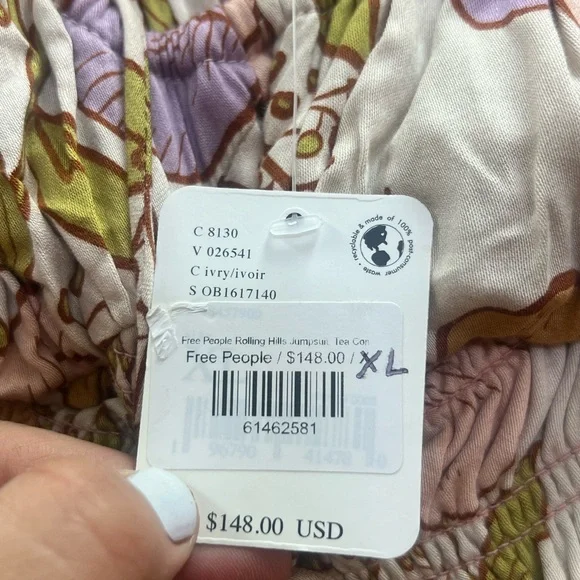 C 8130
V 026541
C ivry/ivoir
S OB1617140
recyclable & made of 100% post-consumer waste
Free People Rolling Hills Jumpsuit Tea Com
Free People / $148.00 / XL
61462581
$148.00 USD